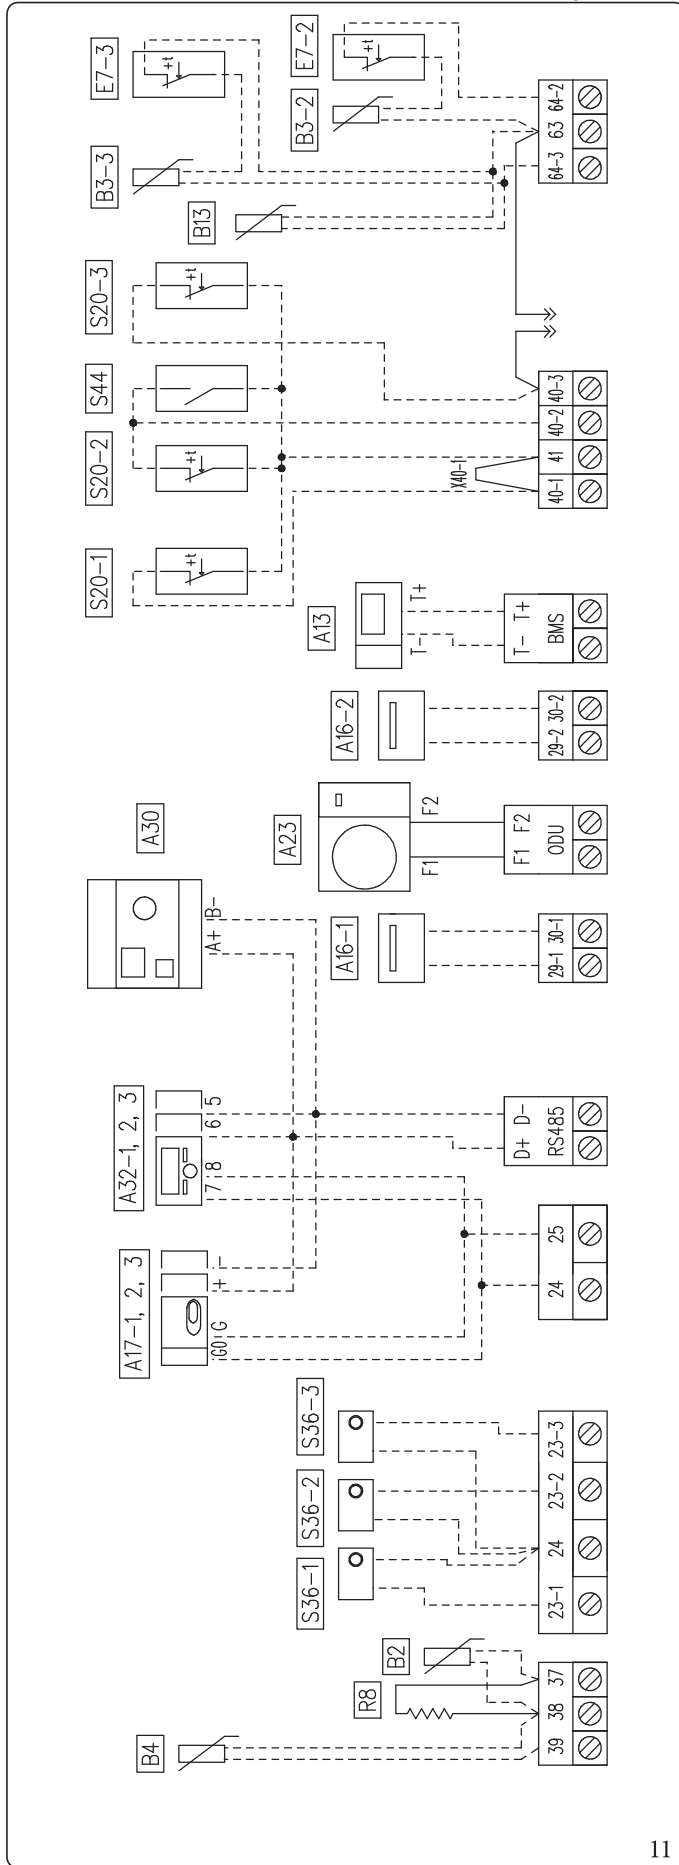 B4
39 38 37
R8
B2
S36-1
S36-2
S36-3
23-1 24 23-2 23-3
A17-1, 2, 3
G0 G + -
A32-1, 2, 3
7 8 6 5
24 25
D+ D-
RS485
A30
A+ B-
A16-1
29-1 30-1
A23
F1 F2
F1 F2
ODU
A16-2
29-2 30-2
A13
T- T+
T- T+
BMS
S20-1
S20-2
S44
S20-3
X40-1
40-1 41 40-2 40-3
+t
+t
+t
B13
B3-3
E7-3
+t
B3-2
E7-2
+t
64-3 63 64-2
11